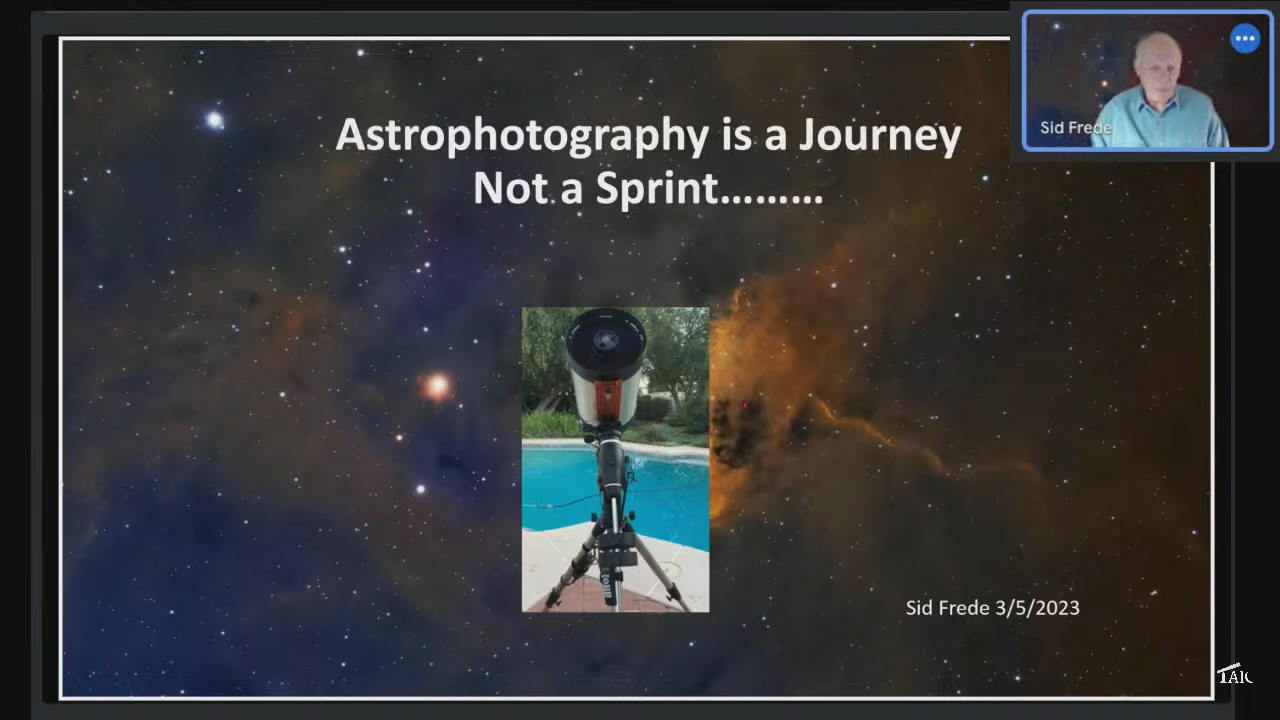 Astrophotography is a Journey
Not a Sprint.........
Sid Frede
Sid Frede 3/5/2023